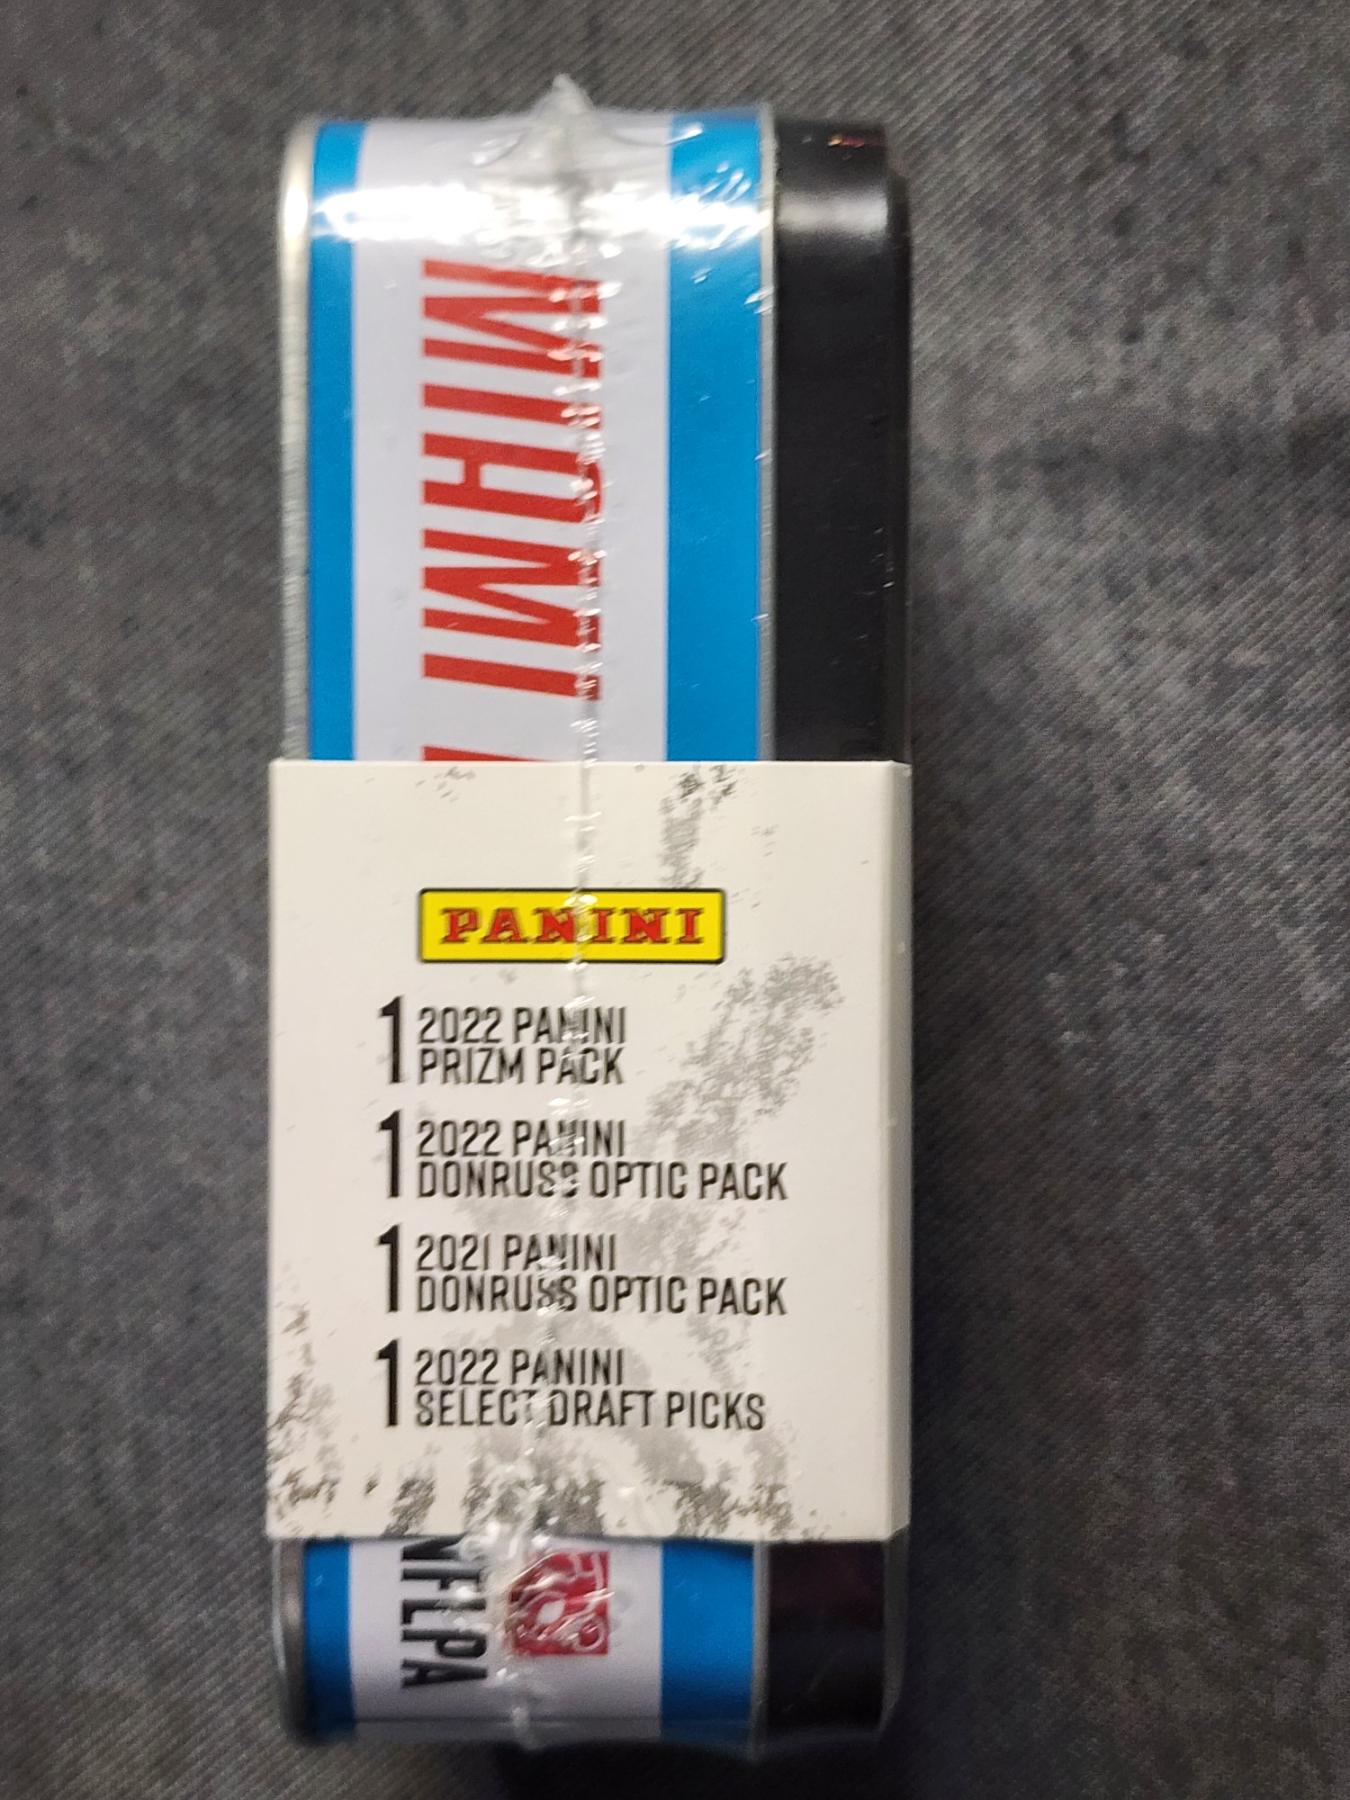 MIAMI
PANINI
1 2022 PANINI
PRIZM PACK
1 2022 PANINI
DONRUSS OPTIC PACK
1 2021 PANINI
DONRUSS OPTIC PACK
1 2022 PANINI
SELECT DRAFT PICKS
NFLPA